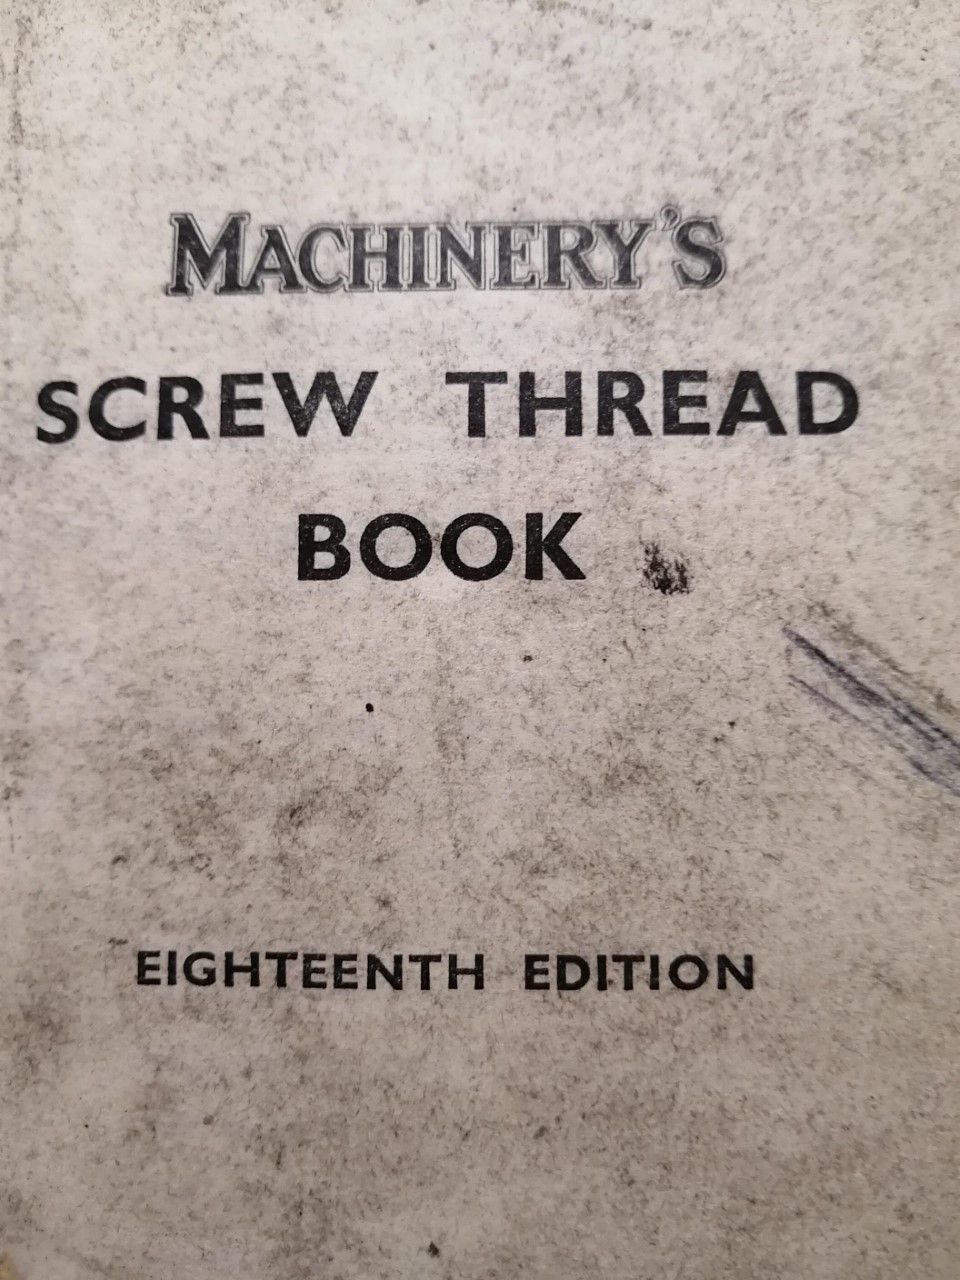 MACHINERY'S
SCREW THREAD
BOOK
EIGHTEENTH EDITION